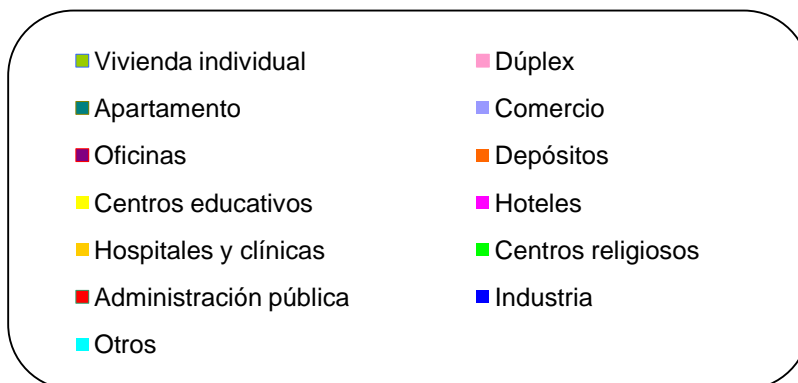 Vivienda individual
Dúplex
Apartamento
Comercio
Oficinas
Depósitos
Centros educativos
Hoteles
Hospitales y clínicas
Centros religiosos
Administración pública
Industria
Otros